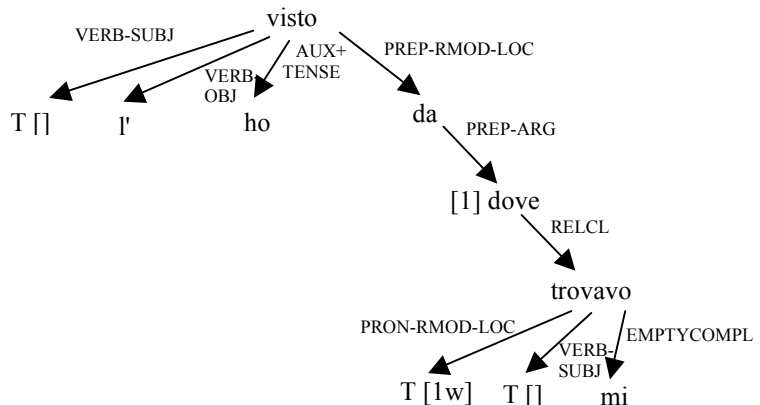 visto
VERB-SUBJ
AUX+
TENSE
PREP-RMOD-LOC
VERB-
OBJ
T []
l'
ho
da
PREP-ARG
[1] dove
RELCL
trovavo
PRON-RMOD-LOC
VERB-
SUBJ
EMPTYCOMPL
T [1w]
T []
mi